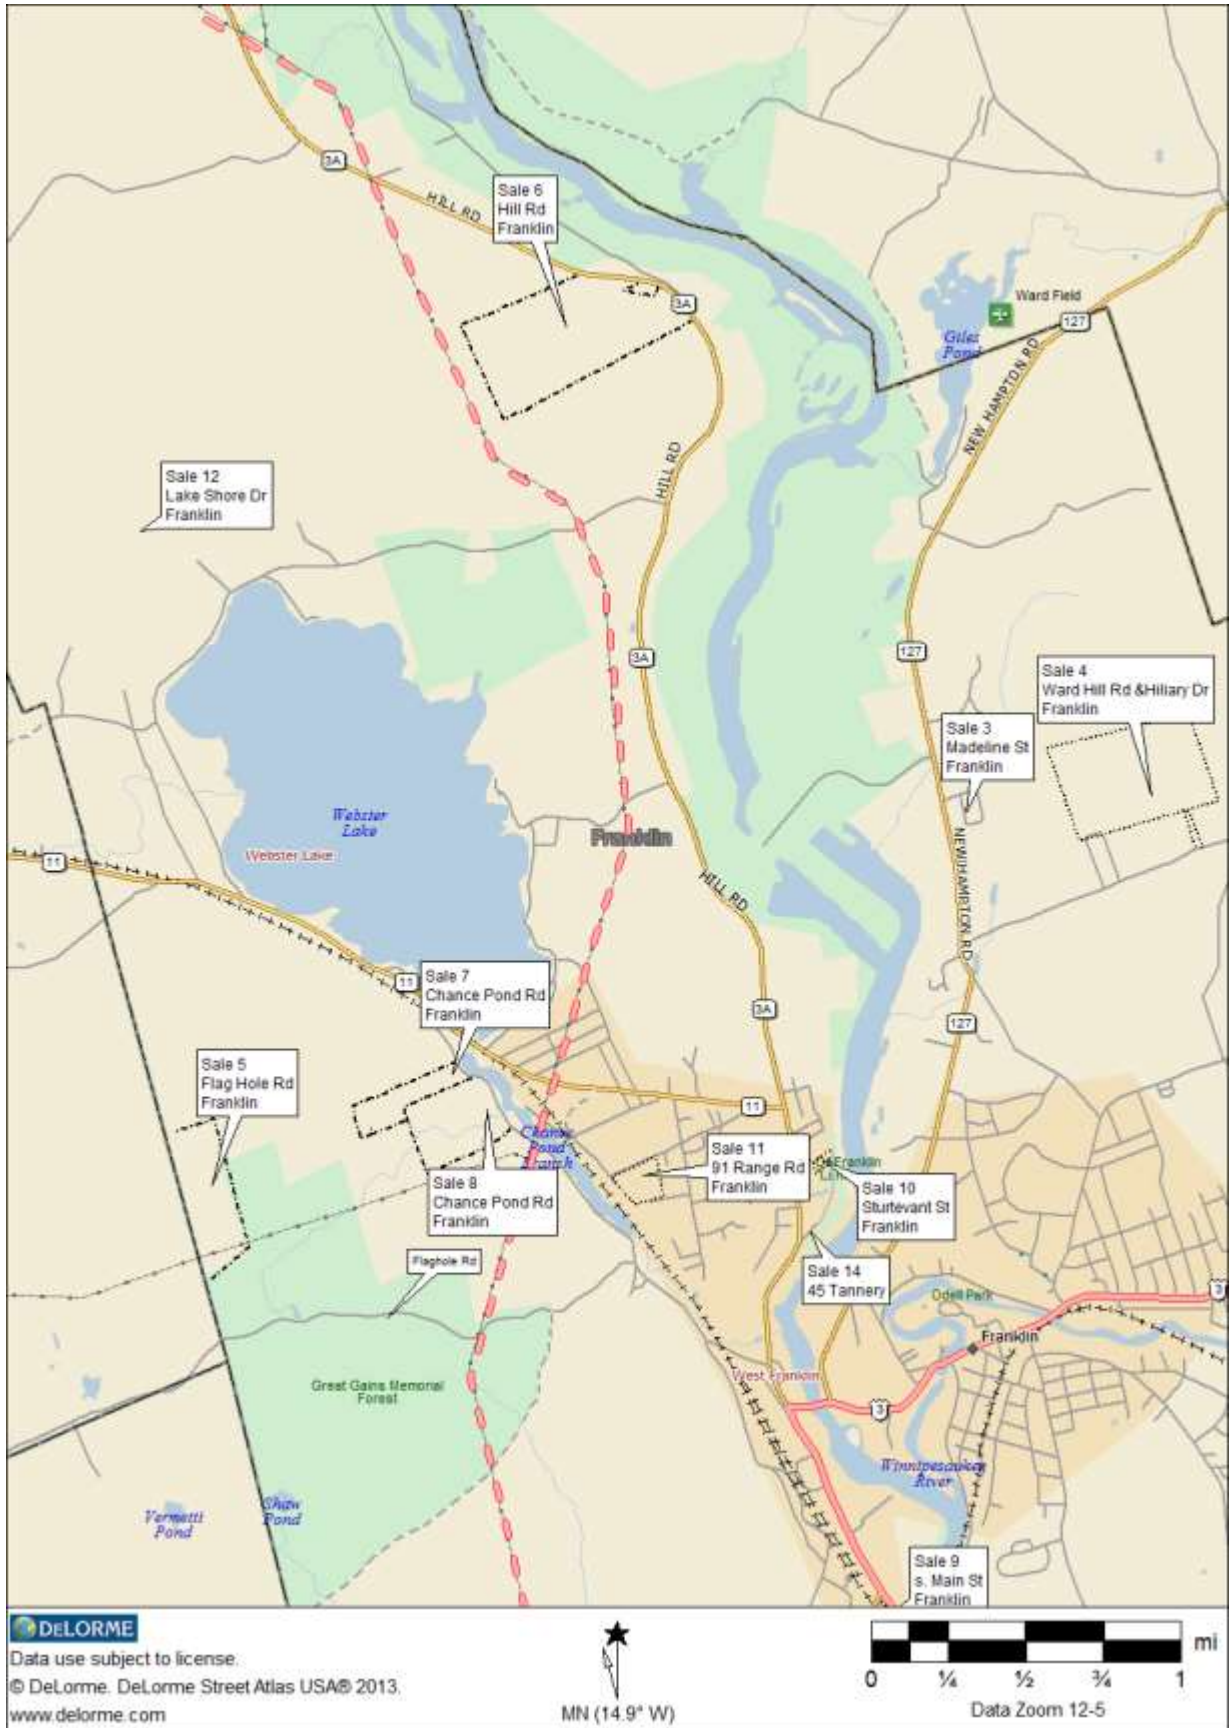 3A
HILL RD
Sale 6
Hill Rd
Franklin
3A
Ward Field
127
Giles
Pond
NEW HAMPTON RD
HILL RD
Sale 12
Lake Shore Dr
Franklin
127
3A
Sale 4
Ward Hill Rd &Hiliary Dr
Franklin
Sale 3
Madeline St
Franklin
Webster
Lake
Webster Lake
Franklin
11
HILL RD
NEW HAMPTON RD
11
Sale 7
Chance Pond Rd
Franklin
3A
127
Sale 5
Flag Hole Rd
Franklin
11
Chance
Pond
Branch
Sale 11
91 Range Rd
Franklin
Franklin
Sale 8
Chance Pond Rd
Franklin
Sale 10
Sturtevant St
Franklin
Flaghole Rd
Sale 14
45 Tannery
Odell Park
3
Franklin
West Franklin
Great Gains Memorial
Forest
3
Winnipesaukee
River
Vermetti
Pond
Shaw
Pond
Sale 9
s. Main St
Franklin
DELORME
Data use subject to license.
© DeLorme. DeLorme Street Atlas USA® 2013.
www.delorme.com
MN (14.9° W)
mi
0 ¼ ½ ¾ 1
Data Zoom 12-5